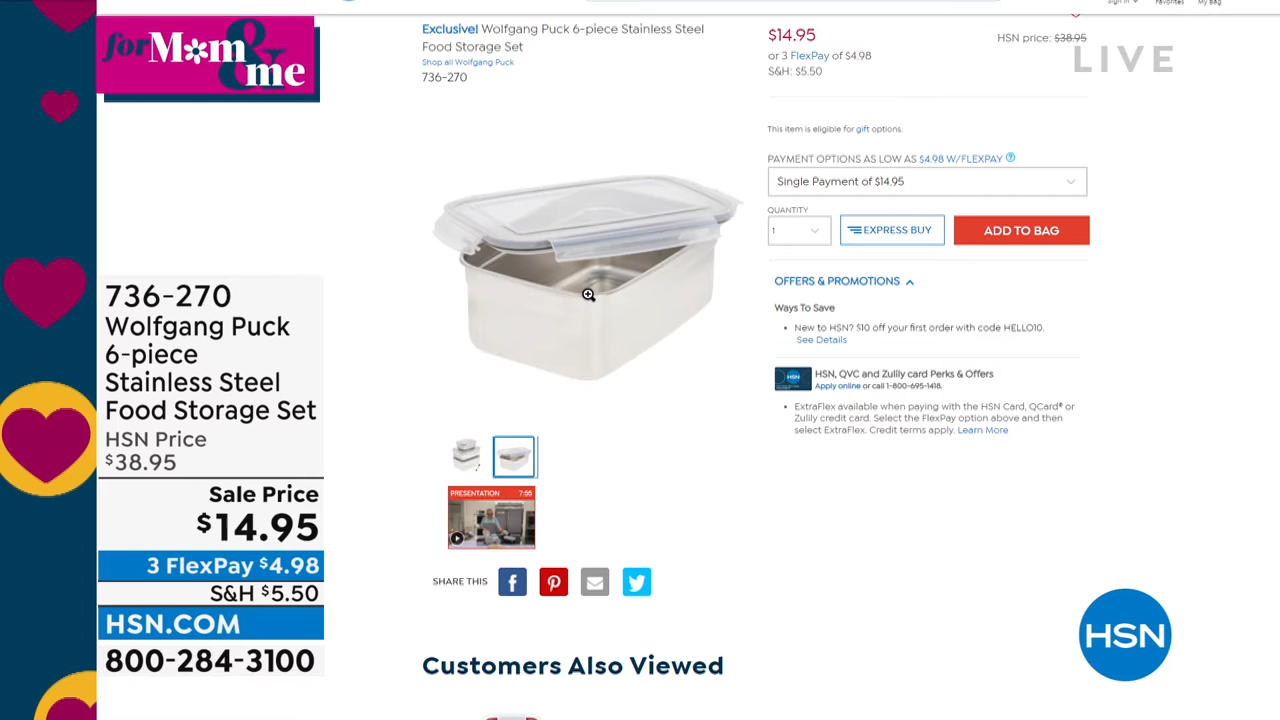 for Mom
& me
736-270
Wolfgang Puck
6-piece
Stainless Steel
Food Storage Set
HSN Price
$38.95
Sale Price
$14.95
3 FlexPay $4.98
S&H $5.50
HSN.COM
800-284-3100
Exclusive! Wolfgang Puck 6-piece Stainless Steel
Food Storage Set
Shop all Wolfgang Puck
736-270
PRESENTATION 7:55
SHARE THIS
Customers Also Viewed
Sign In
Favorites
My Bag
$14.95
HSN price: $38.95
or 3 FlexPay of $4.98
S&H: $5.50
LIVE
This item is eligible for gift options.
PAYMENT OPTIONS AS LOW AS $4.98 W/FLEXPAY ?
Single Payment of $14.95
QUANTITY
1
EXPRESS BUY
ADD TO BAG
OFFERS & PROMOTIONS
Ways To Save
• New to HSN? $10 off your first order with code HELLO10.
See Details
HSN
HSN, QVC and Zulily card Perks & Offers
Apply online or call 1-800-695-1418.
• ExtraFlex available when paying with the HSN Card, QCard® or
Zulily credit card. Select the FlexPay option above and then
select ExtraFlex. Credit terms apply. Learn More
HSN